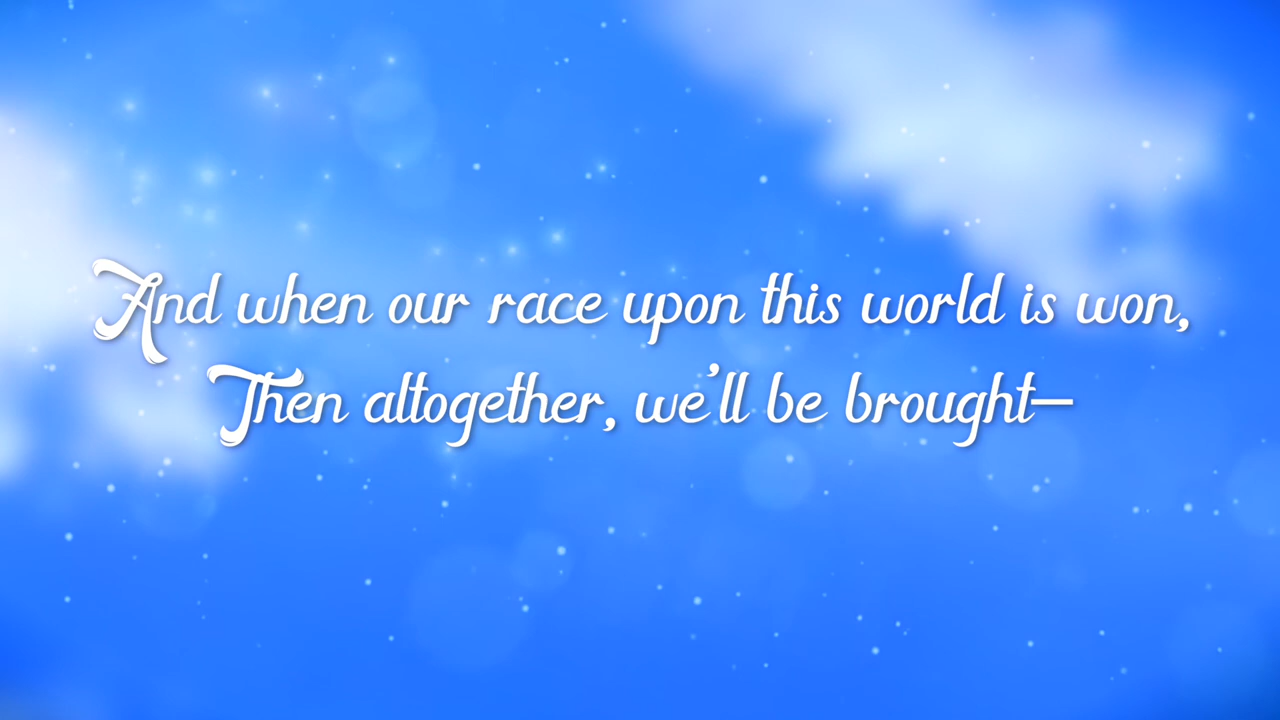 And when our race upon this world is won,
Then altogether, we'll be brought—